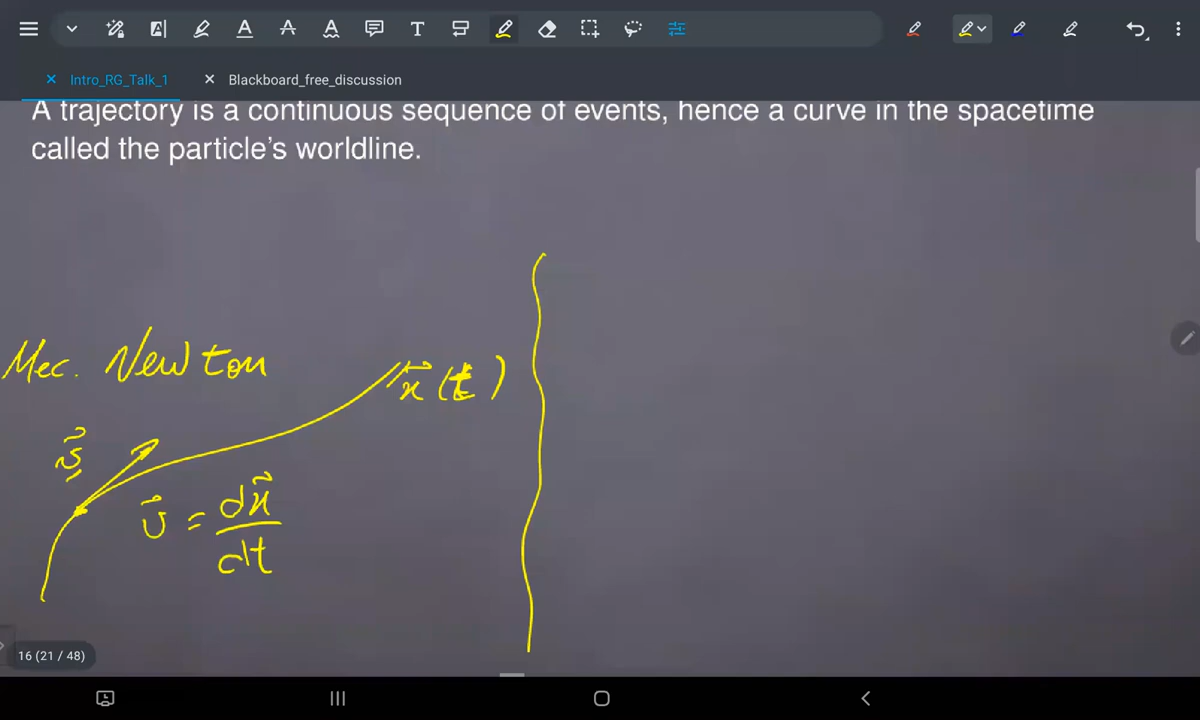 Intro_RG_Talk_1
Blackboard_free_discussion
A trajectory is a continuous sequence of events, hence a curve in the spacetime
called the particle's worldline.
Mec. Newton
x⃗(t)
v⃗
v⃗ = dx⃗/dt
16 (21 / 48)